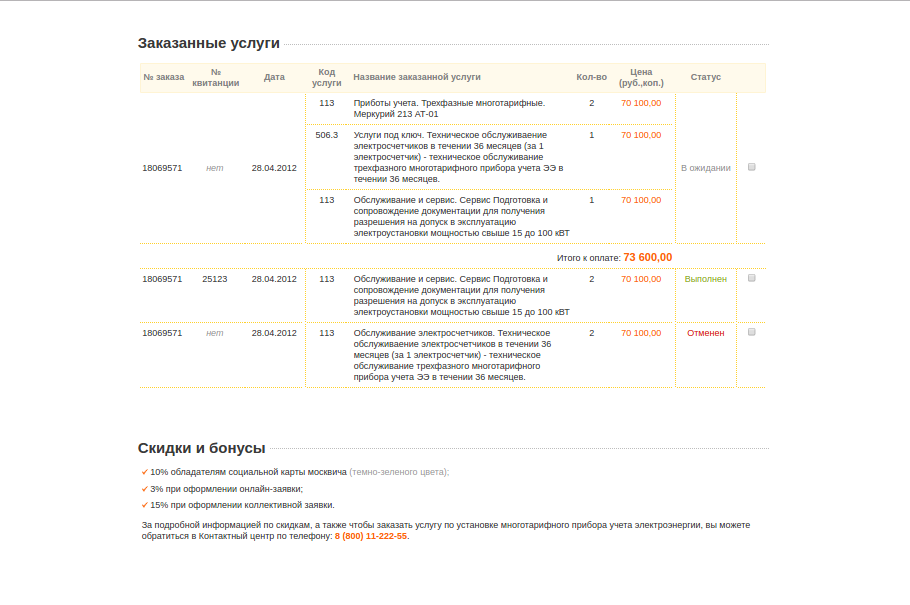 Заказанные услуги
№ заказа № квитанции Дата Код услуги Название заказанной услуги Кол-во Цена (руб.,коп.) Статус
113 Приботы учета. Трехфазные многотарифные. 2 70 100,00
Меркурий 213 АТ-01
506.3 Услуги под ключ. Техническое обслуживаение 1 70 100,00
электросчетчиков в течении 36 месяцев (за 1
электросчетчик) - техническое обслуживание
18069571 нет 28.04.2012 трехфазного многотарифного прибора учета ЭЭ в В ожидании
течении 36 месяцев.
113 Обслуживание и сервис. Сервис Подготовка и 1 70 100,00
сопровождение документации для получения
разрешения на допуск в эксплуатацию
электроустановки мощностью свыше 15 до 100 кВТ
Итого к оплате: 73 600,00
18069571 25123 28.04.2012 113 Обслуживание и сервис. Сервис Подготовка и 2 70 100,00 Выполнен
сопровождение документации для получения
разрешения на допуск в эксплуатацию
электроустановки мощностью свыше 15 до 100 кВТ
18069571 нет 28.04.2012 113 Обслуживание электросчетчиков. Техническое 2 70 100,00 Отменен
обслуживаение электросчетчиков в течении 36
месяцев (за 1 электросчетчик) - техническое
обслуживание трехфазного многотарифного
прибора учета ЭЭ в течении 36 месяцев.
Скидки и бонусы
✓ 10% обладателям социальной карты москвича (темно-зеленого цвета);
✓ 3% при оформлении онлайн-заявки;
✓ 15% при оформлении коллективной заявки.
За подробной информацией по скидкам, а также чтобы заказать услугу по установке многотарифного прибора учета электроэнергии, вы можете
обратиться в Контактный центр по телефону: 8 (800) 11-222-55.